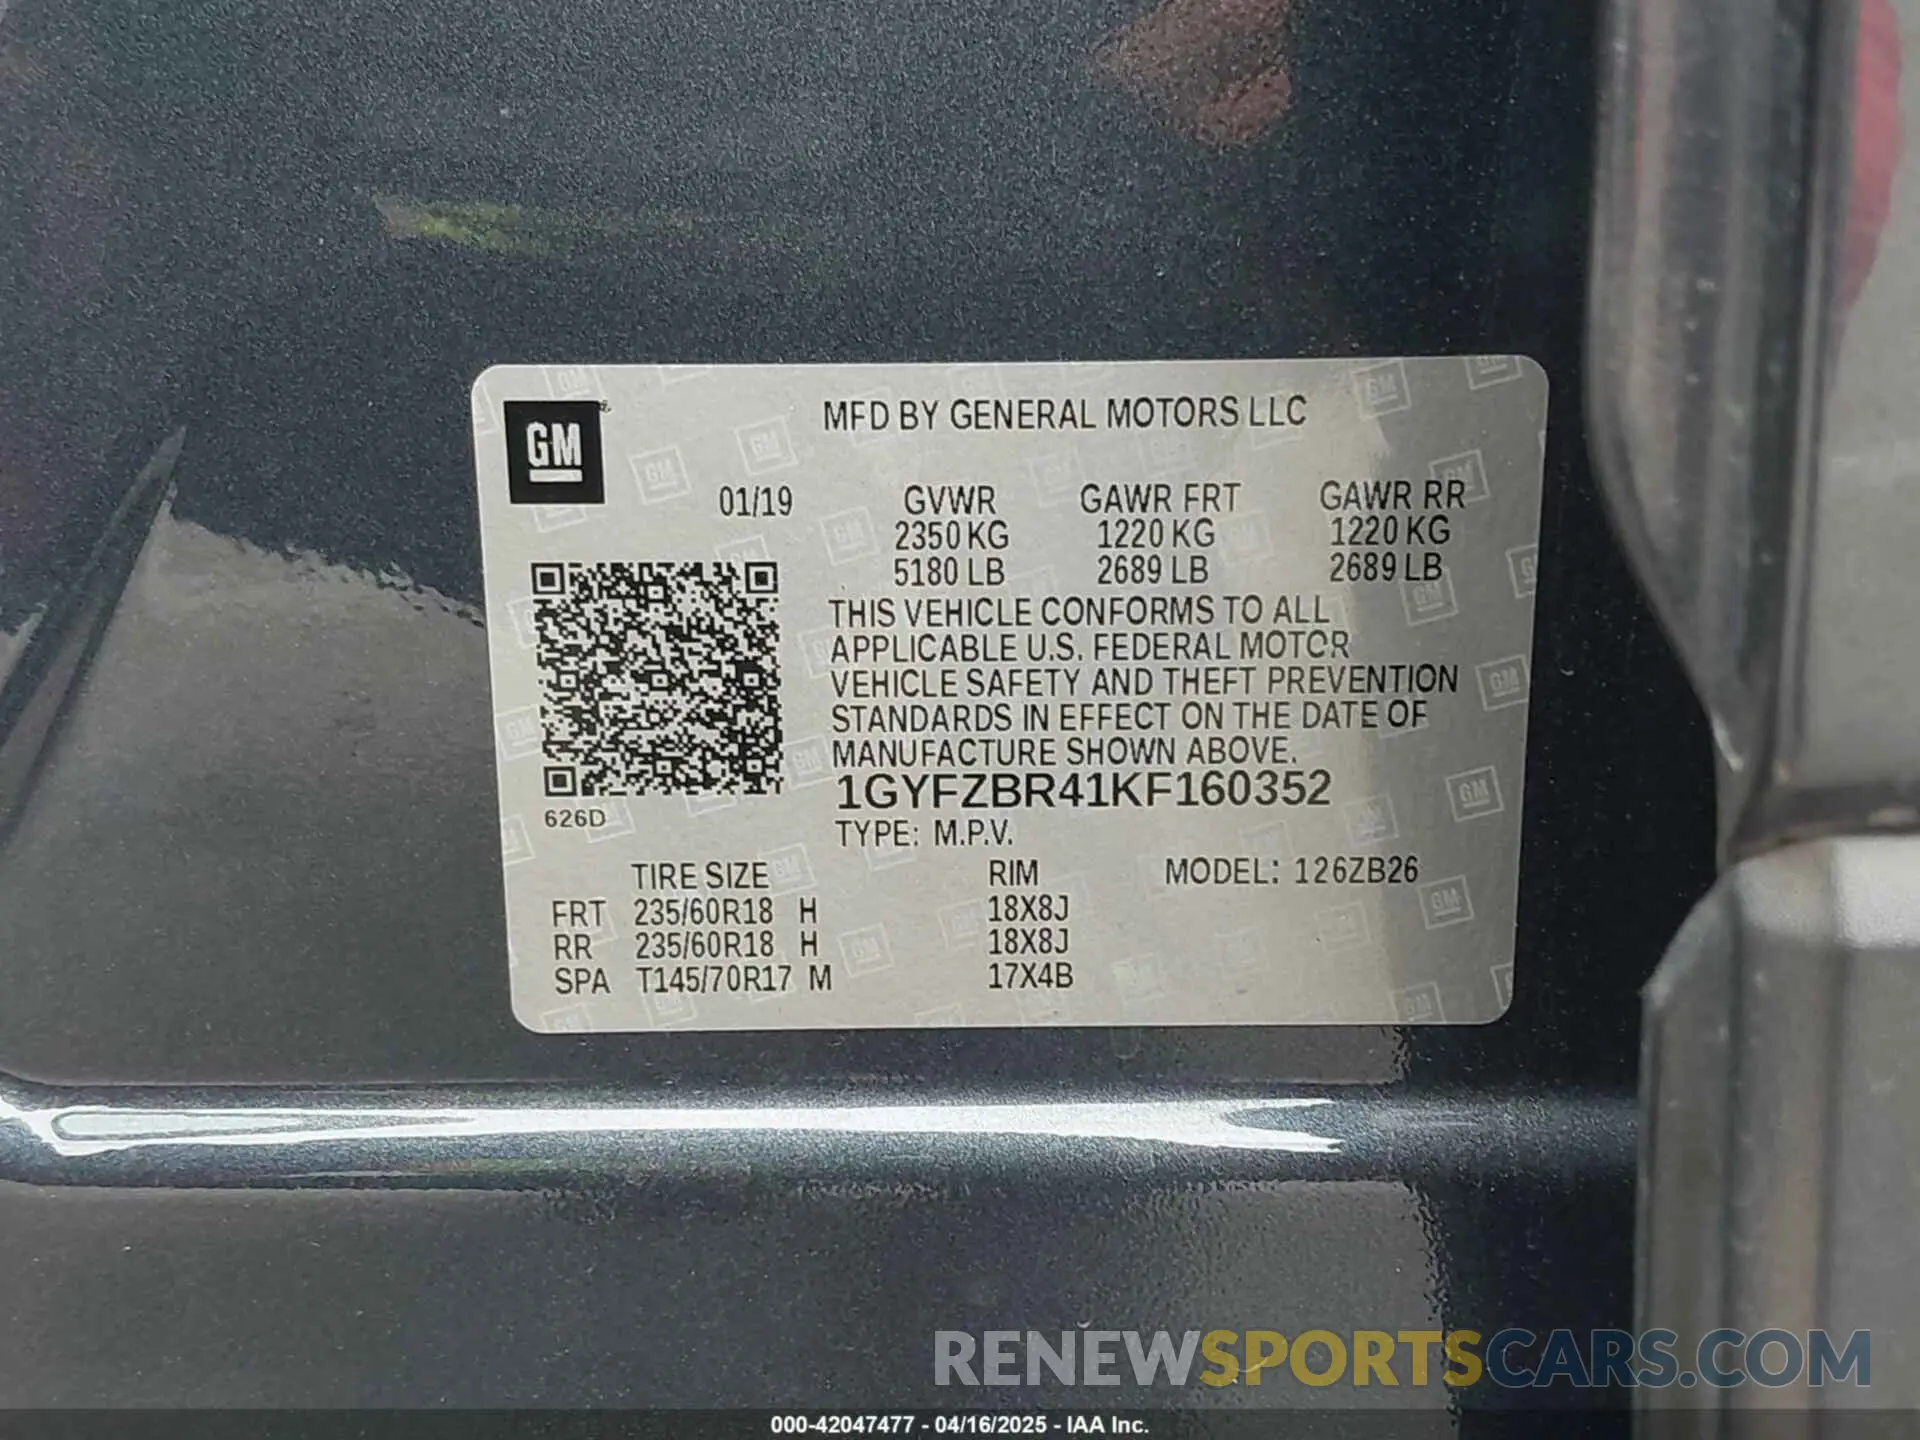 GM
MFD BY GENERAL MOTORS LLC
01/19 GVWR GAWR FRT GAWR RR
2350 KG 1220 KG 1220 KG
5180 LB 2689 LB 2689 LB
THIS VEHICLE CONFORMS TO ALL
APPLICABLE U.S. FEDERAL MOTOR
VEHICLE SAFETY AND THEFT PREVENTION
STANDARDS IN EFFECT ON THE DATE OF
MANUFACTURE SHOWN ABOVE.
1GYFZBR41KF160352
626D
TYPE: M.P.V.
TIRE SIZE RIM MODEL: 126ZB26
FRT 235/60R18 H 18X8J
RR 235/60R18 H 18X8J
SPA T145/70R17 M 17X4B
RENEWSPORTSCARS.COM
000-42047477 - 04/16/2025 - IAA Inc.